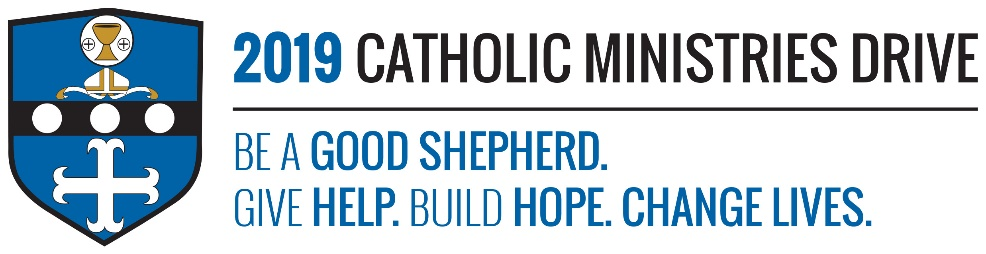 2019 CATHOLIC MINISTRIES DRIVE
BE A GOOD SHEPHERD.
GIVE HELP. BUILD HOPE. CHANGE LIVES.